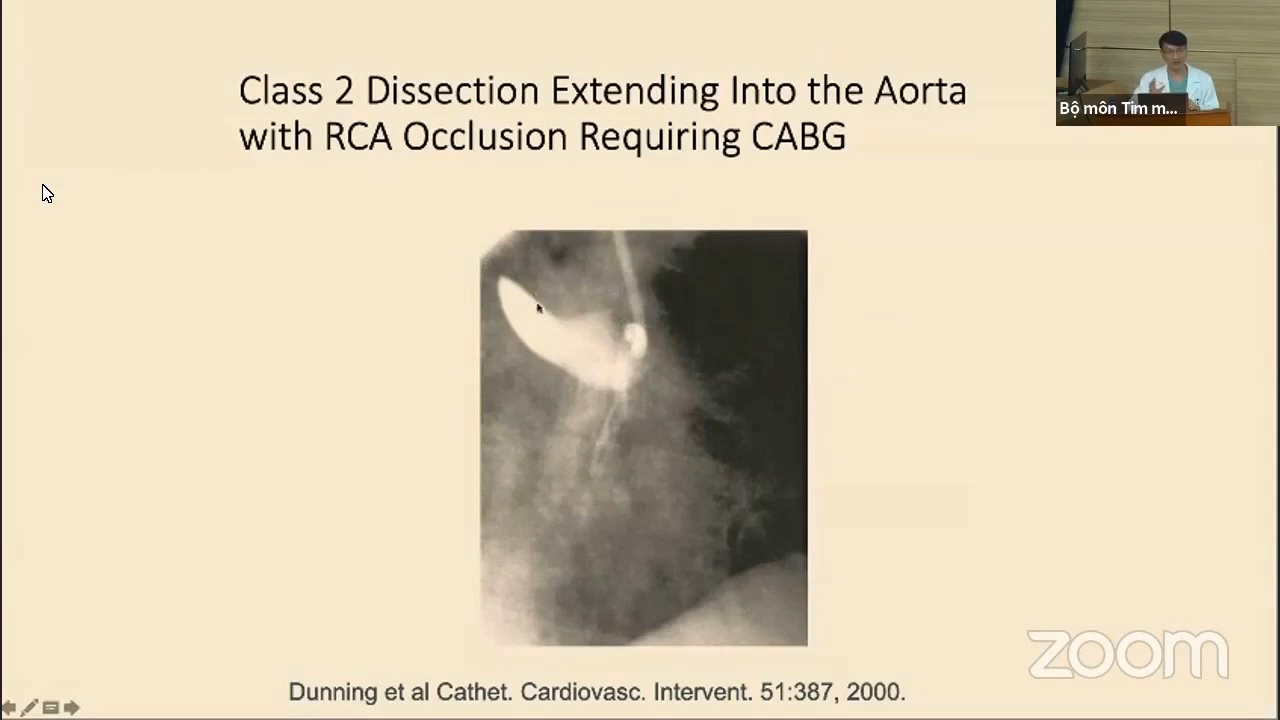 Class 2 Dissection Extending Into the Aorta
with RCA Occlusion Requiring CABG
Bộ môn Tim m...
Dunning et al Cathet. Cardiovasc. Intervent. 51:387, 2000.
zoom